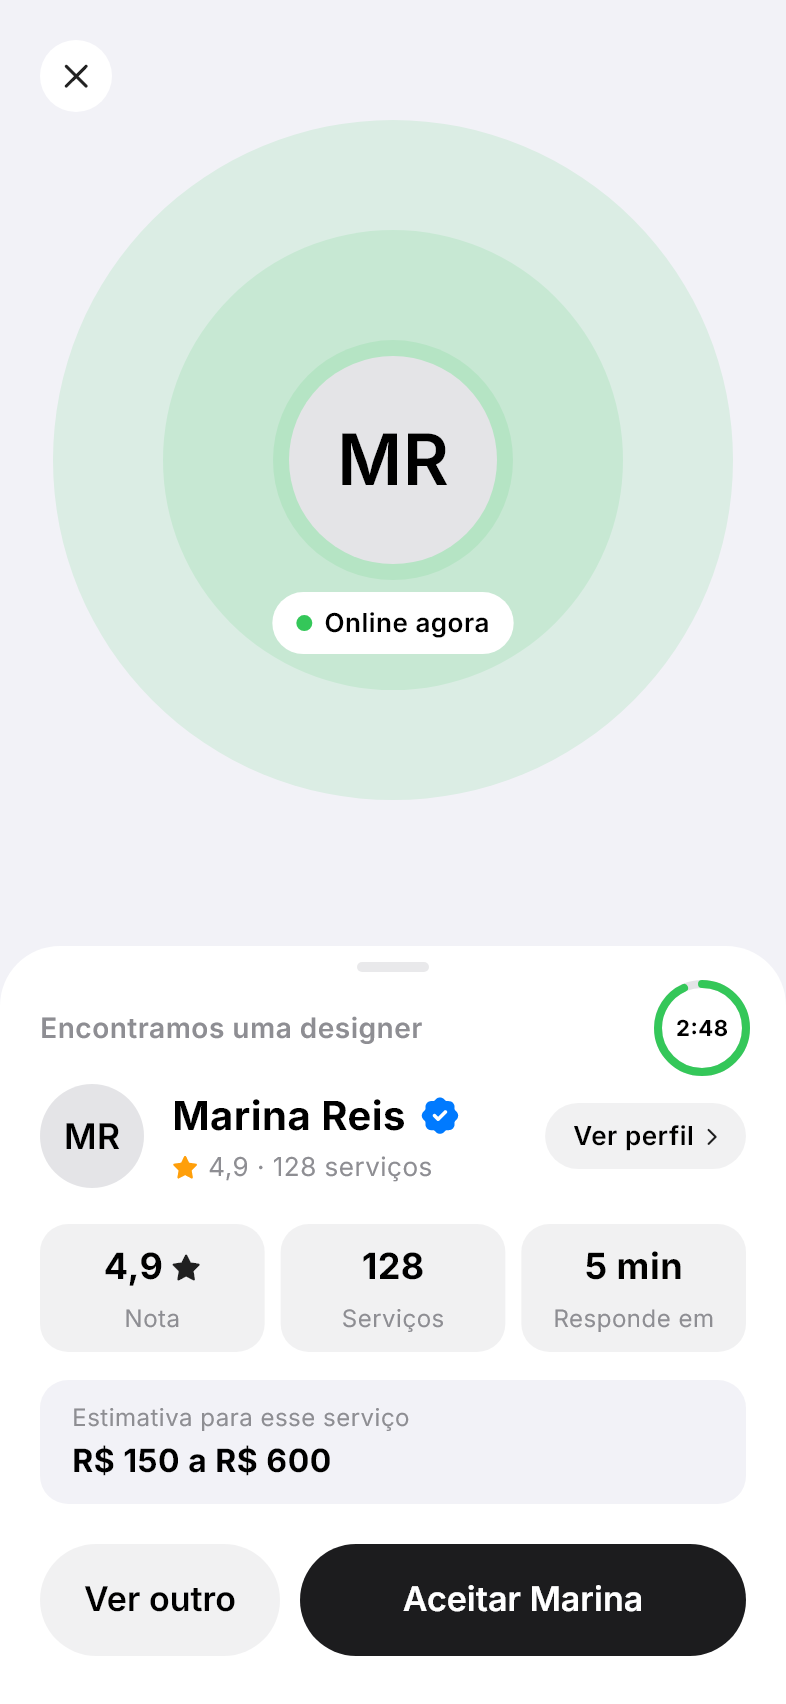 MR
Online agora
Encontramos uma designer
2:48
MR
Marina Reis
4,9 · 128 serviços
Ver perfil
4,9
Nota
128
Serviços
5 min
Responde em
Estimativa para esse serviço
R$ 150 a R$ 600
Ver outro
Aceitar Marina